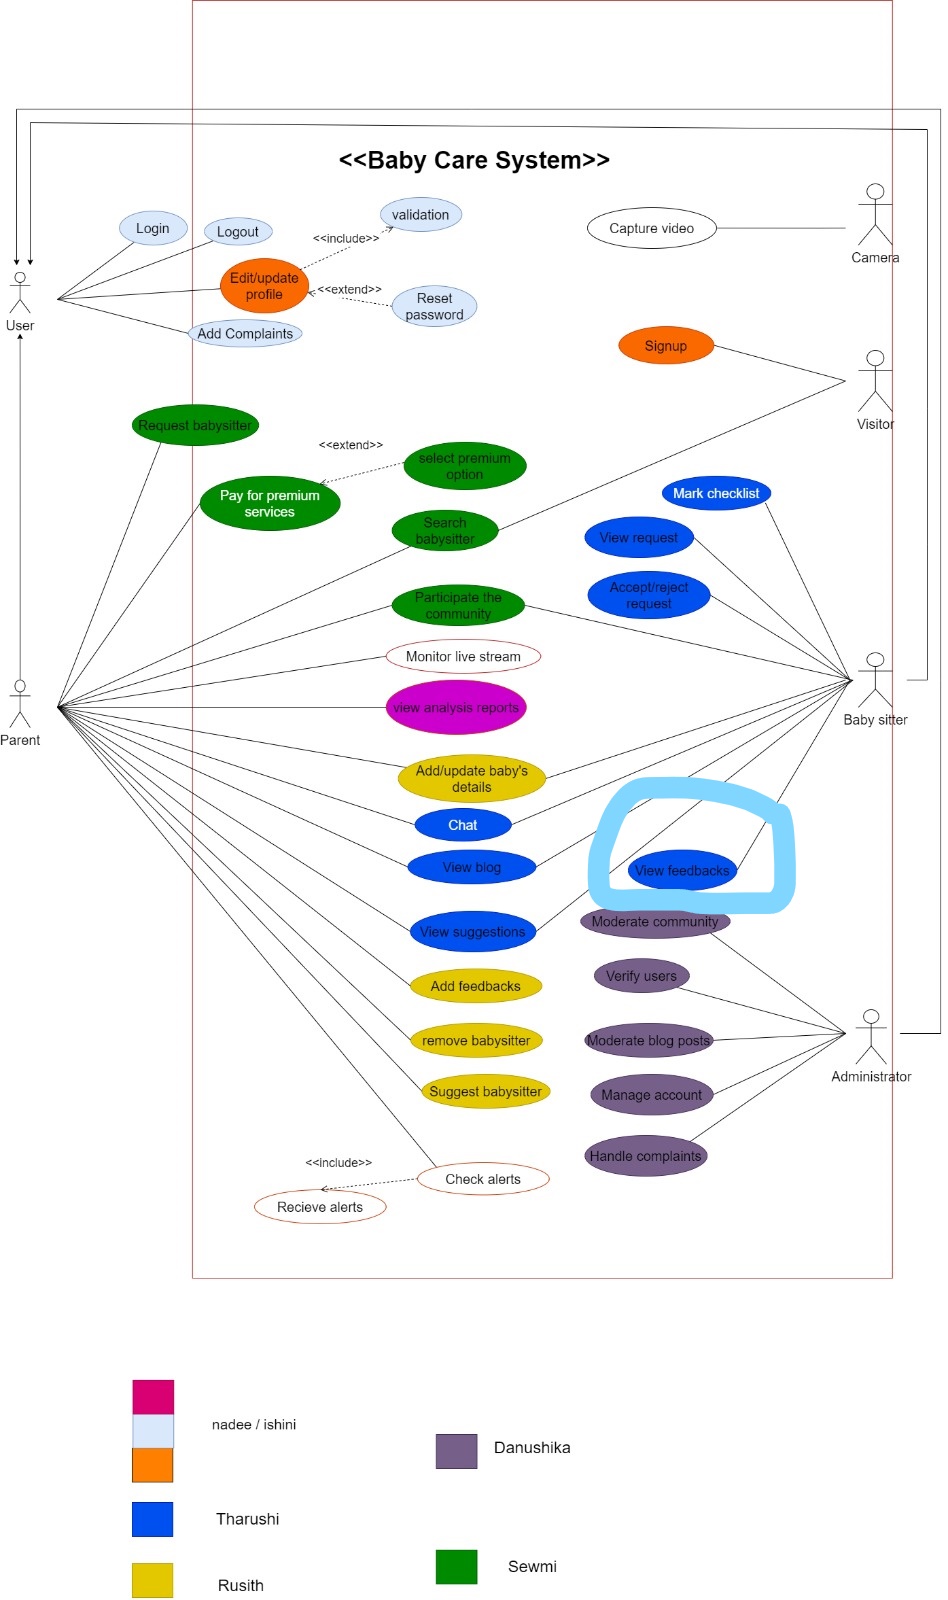 <<Baby Care System>>
validation
Login
Logout
Capture video
<<include>>
Camera
Edit/update
profile
<<extend>>
Reset
password
User
Add Complaints
Signup
Visitor
Request babysitter
<<extend>>
select premium
option
Pay for premium
services
Mark checklist
Search
babysitter
View request
Accept/reject
request
Participate the
community
Monitor live stream
view analysis reports
Baby sitter
Parent
Add/update baby's
details
Chat
View blog
View feedbacks
Moderate community
View suggestions
Verify users
Add feedbacks
remove babysitter
Moderate blog posts
Administrator
Suggest babysitter
Manage account
Handle complaints
<<include>>
Check alerts
Recieve alerts
nadee / ishini
Danushika
Tharushi
Sewmi
Rusith